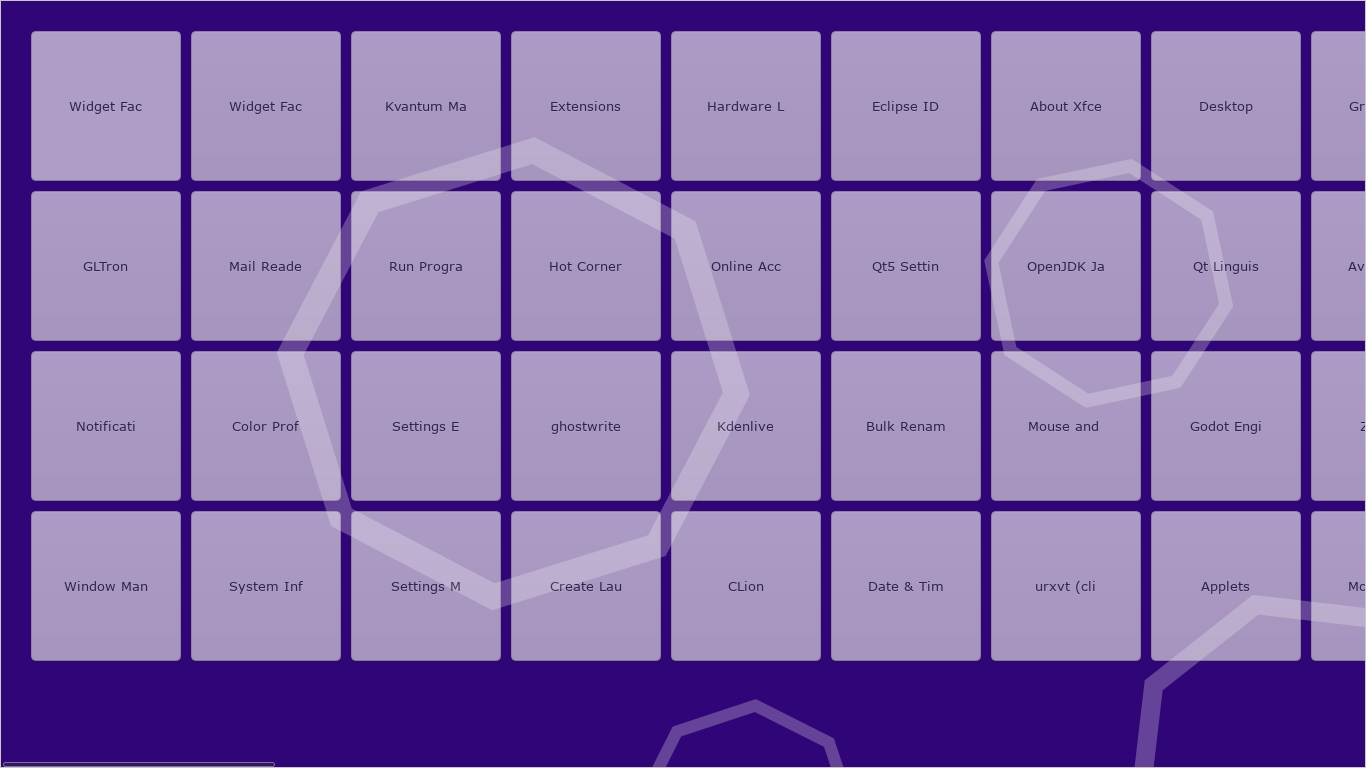 Widget Fac
Widget Fac
Kvantum Ma
Extensions
Hardware L
Eclipse ID
About Xfce
Desktop
Gr
GLTron
Mail Reade
Run Progra
Hot Corner
Online Acc
Qt5 Settin
OpenJDK Ja
Qt Linguis
Av
Notificati
Color Prof
Settings E
ghostwrite
Kdenlive
Bulk Renam
Mouse and
Godot Engi
Z
Window Man
System Inf
Settings M
Create Lau
CLion
Date & Tim
urxvt (cli
Applets
Mo